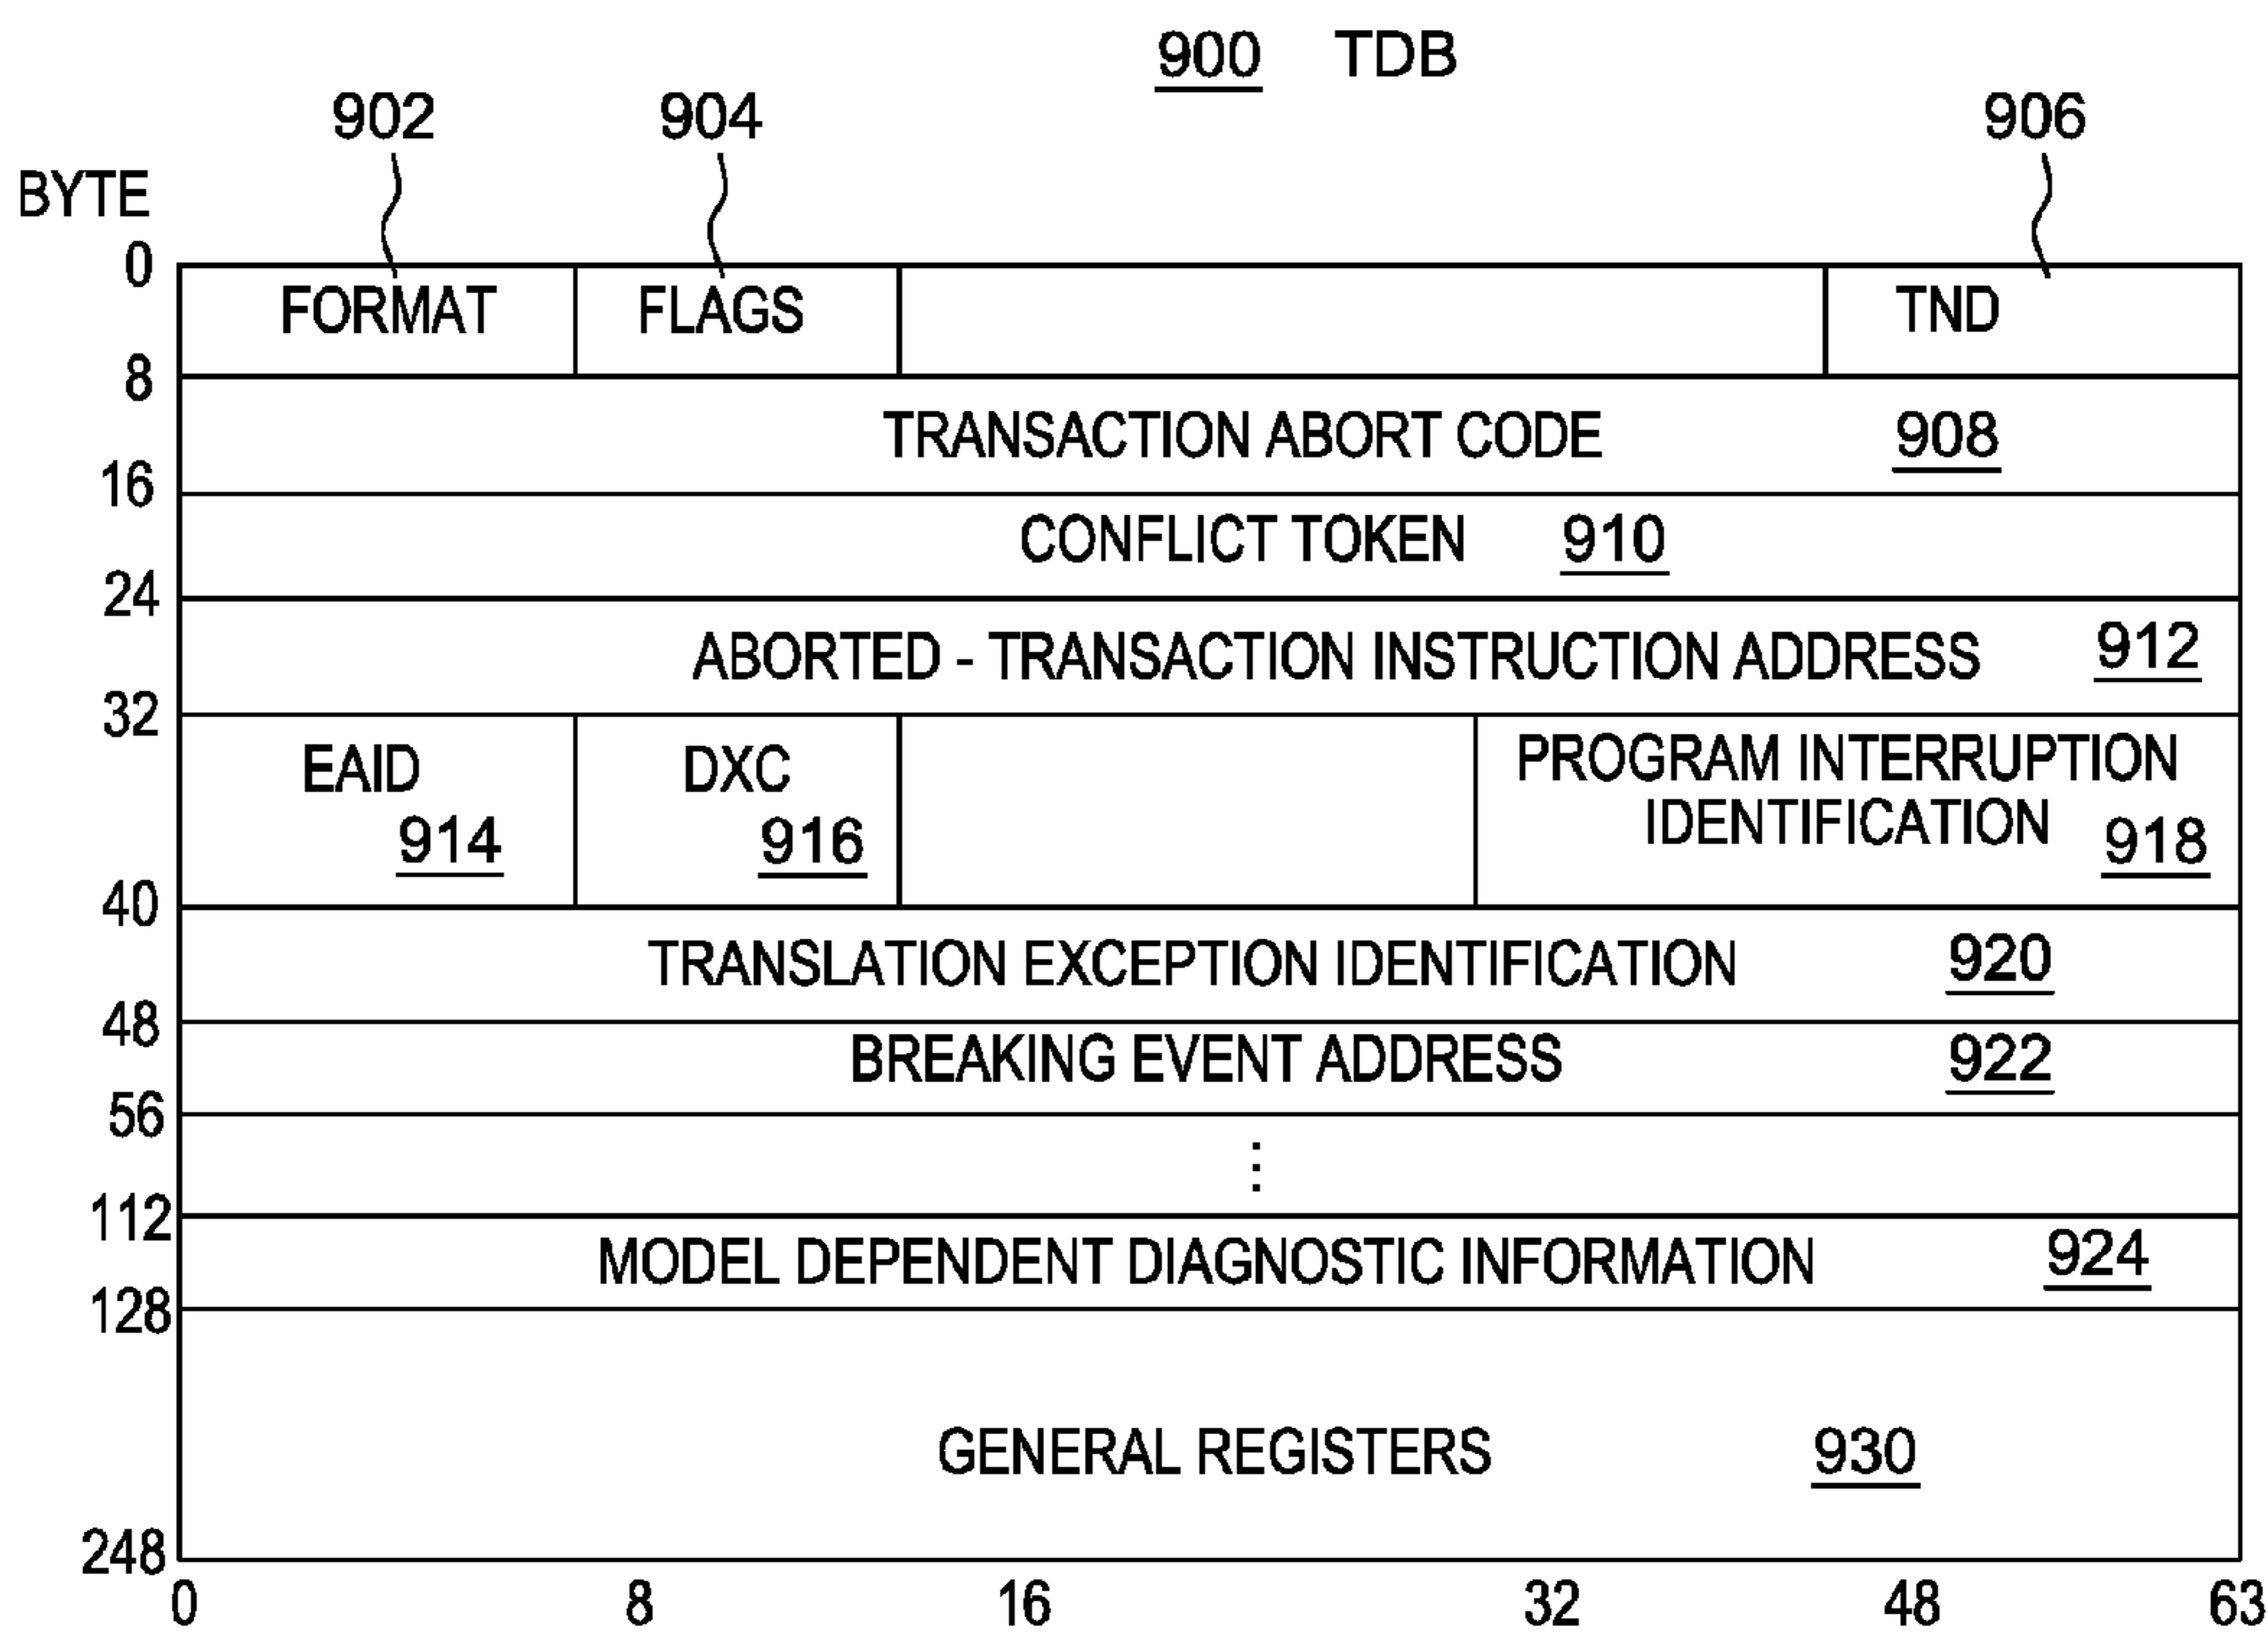 900 TDB
902 904 906
BYTE
0
FORMAT FLAGS TND
8
TRANSACTION ABORT CODE 908
16
CONFLICT TOKEN 910
24
ABORTED - TRANSACTION INSTRUCTION ADDRESS 912
32
EAID DXC PROGRAM INTERRUPTION
914 916 IDENTIFICATION 918
40
TRANSLATION EXCEPTION IDENTIFICATION 920
48
BREAKING EVENT ADDRESS 922
56
⋮
112
MODEL DEPENDENT DIAGNOSTIC INFORMATION 924
128
GENERAL REGISTERS 930
248
0 8 16 32 48 63